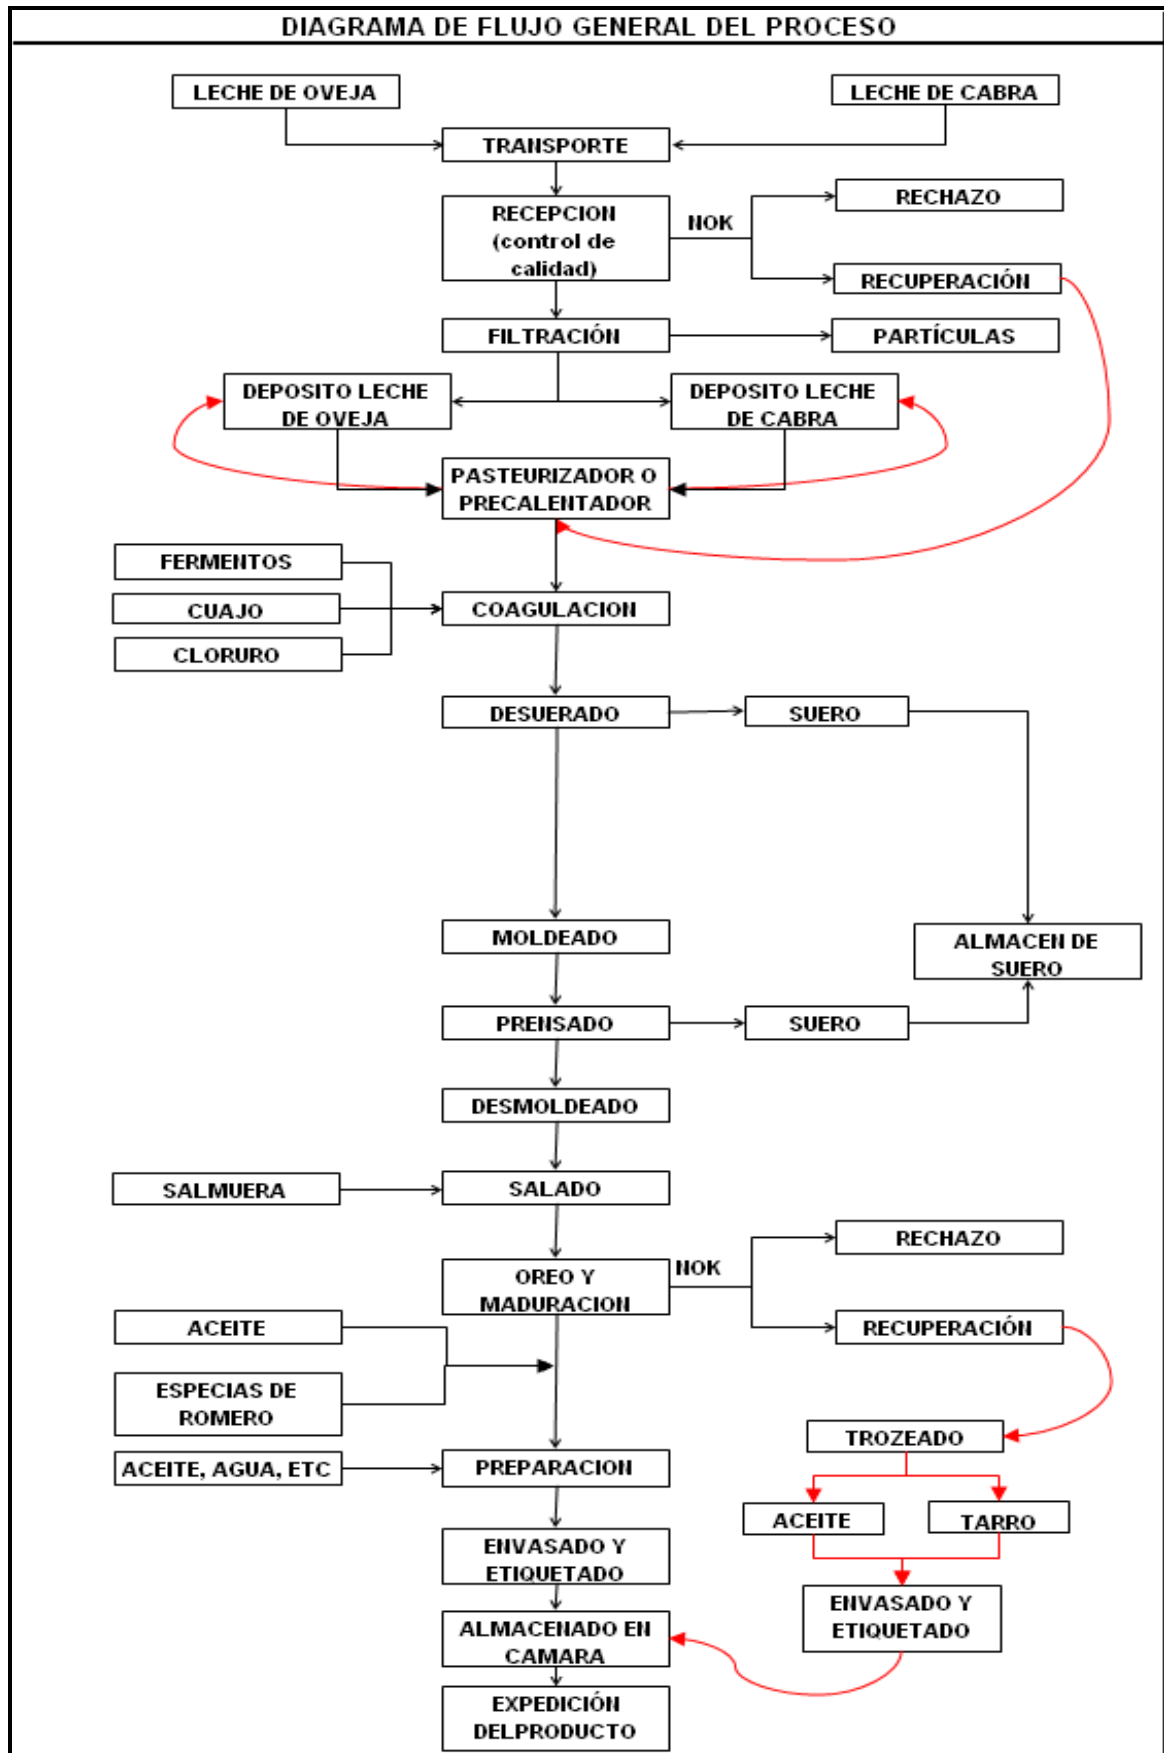 DIAGRAMA DE FLUJO GENERAL DEL PROCESO
LECHE DE OVEJA
LECHE DE CABRA
TRANSPORTE
RECEPCION
(control de
calidad)
NOK
RECHAZO
RECUPERACIÓN
FILTRACIÓN
PARTÍCULAS
DEPOSITO LECHE
DE OVEJA
DEPOSITO LECHE
DE CABRA
PASTEURIZADOR O
PRECALENTADOR
FERMENTOS
CUAJO
CLORURO
COAGULACION
DESUERADO
SUERO
MOLDEADO
ALMACEN DE
SUERO
PRENSADO
SUERO
DESMOLDEADO
SALMUERA
SALADO
OREO Y
MADURACION
NOK
RECHAZO
RECUPERACIÓN
ACEITE
ESPECIAS DE
ROMERO
ACEITE, AGUA, ETC
PREPARACION
TROZEADO
ACEITE
TARRO
ENVASADO Y
ETIQUETADO
ENVASADO Y
ETIQUETADO
ALMACENADO EN
CAMARA
EXPEDICIÓN
DELPRODUCTO